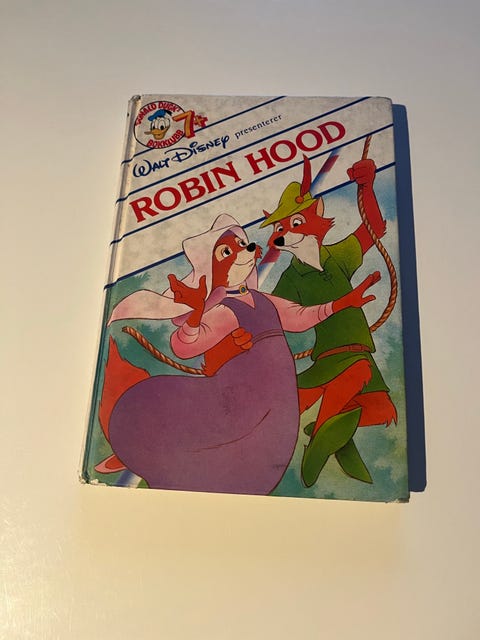 DONALD DUCK'S
BOKKLUBB
7+
WALT DISNEY presenterer
ROBIN HOOD